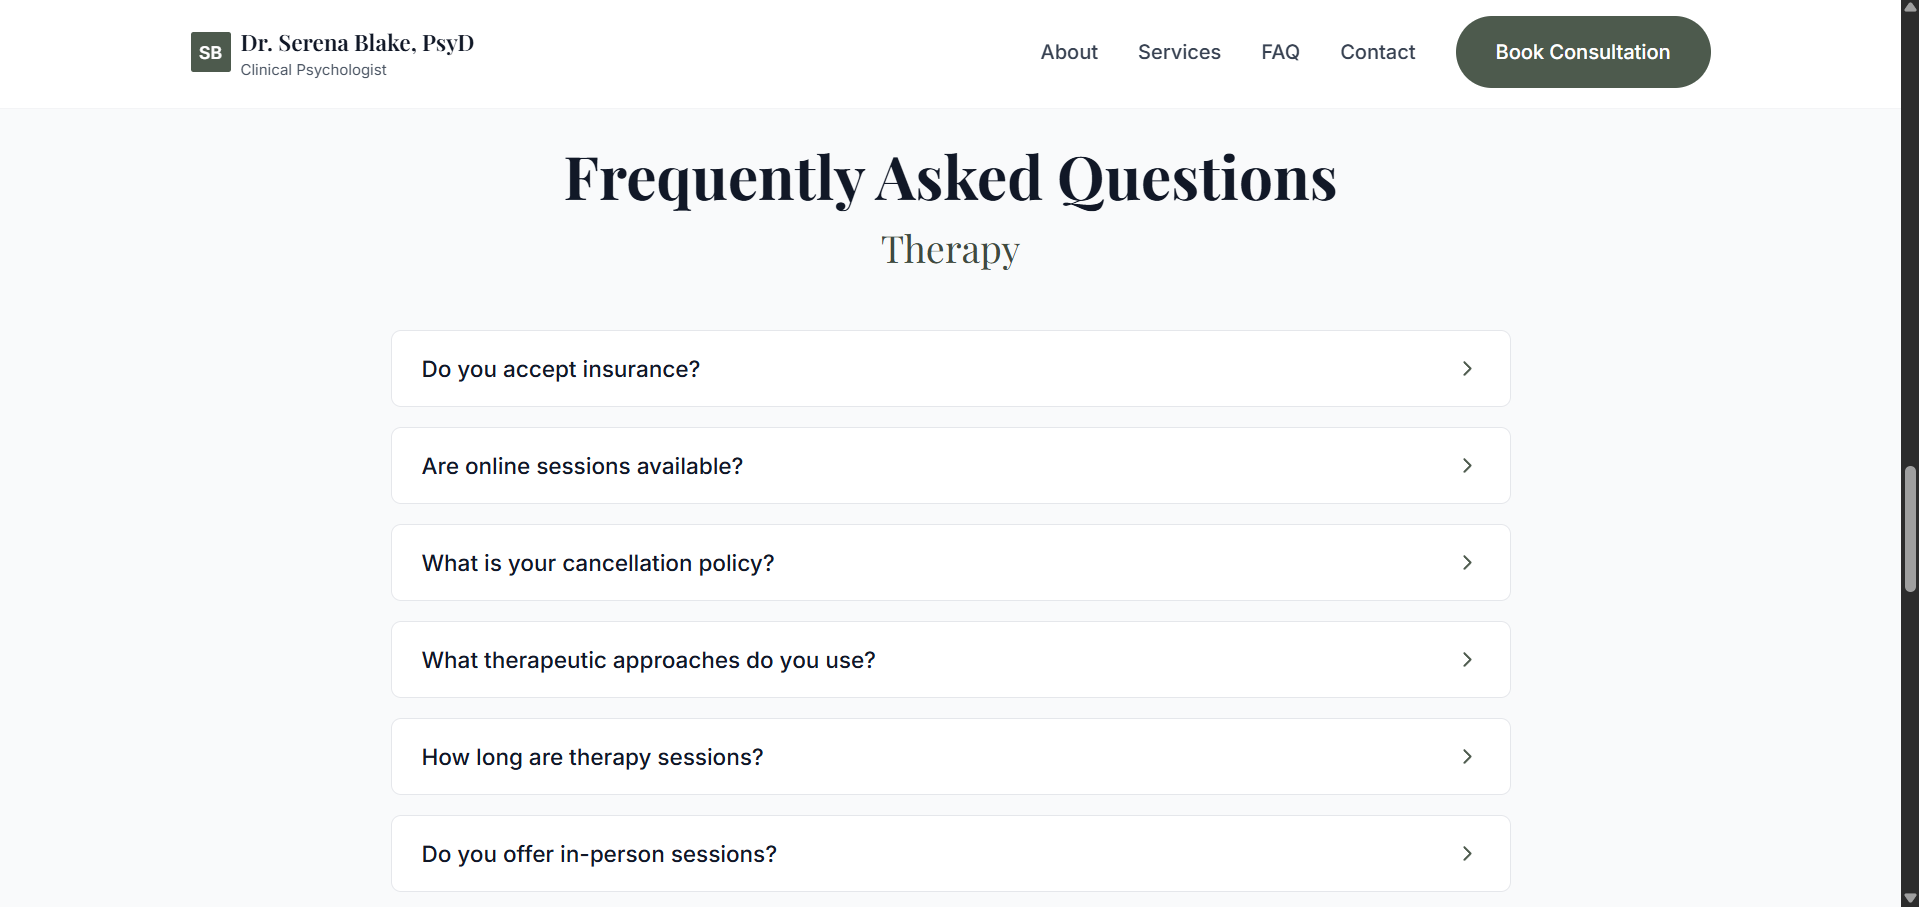 SB
Dr. Serena Blake, PsyD
Clinical Psychologist
About
Services
FAQ
Contact
Book Consultation
Frequently Asked Questions
Therapy
Do you accept insurance?
Are online sessions available?
What is your cancellation policy?
What therapeutic approaches do you use?
How long are therapy sessions?
Do you offer in-person sessions?